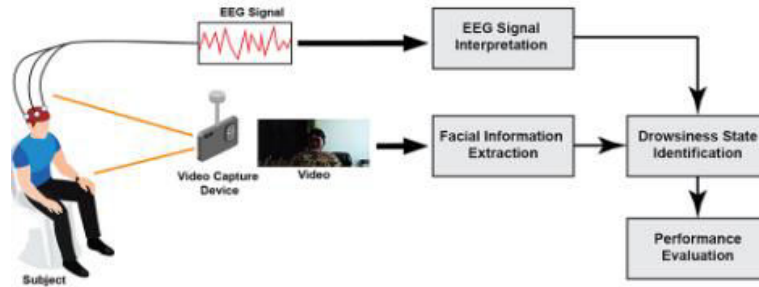 EEG Signal
EEG Signal
Interpretation
Video Capture
Device
Video
Facial Information
Extraction
Drowsiness State
Identification
Performance
Evaluation
Subject